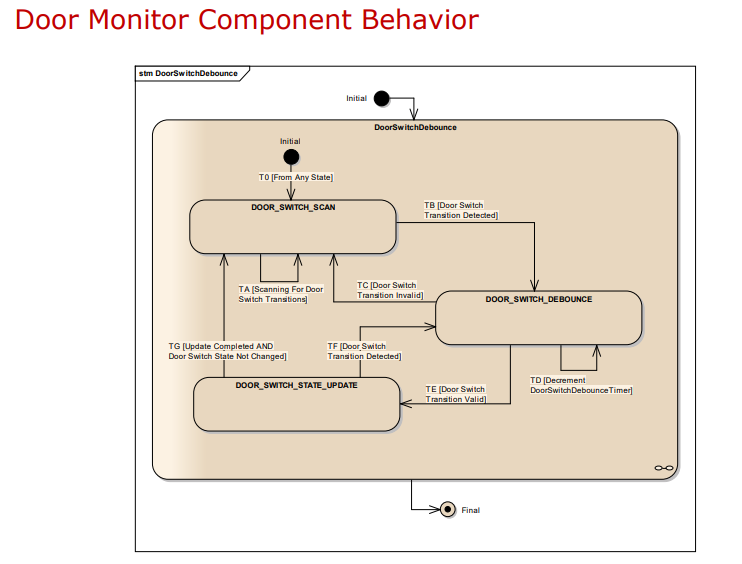 Door Monitor Component Behavior
stm DoorSwitchDebounce
Initial
DoorSwitchDebounce
Initial
T0 [From Any State]
DOOR_SWITCH_SCAN
TB [Door Switch
Transition Detected]
TA [Scanning For Door
Switch Transitions]
TC [Door Switch
Transition Invalid]
DOOR_SWITCH_DEBOUNCE
TG [Update Completed AND
Door Switch State Not Changed]
TF [Door Switch
Transition Detected]
DOOR_SWITCH_STATE_UPDATE
TE [Door Switch
Transition Valid]
TD [Decrement
DoorSwitchDebounceTimer]
Final